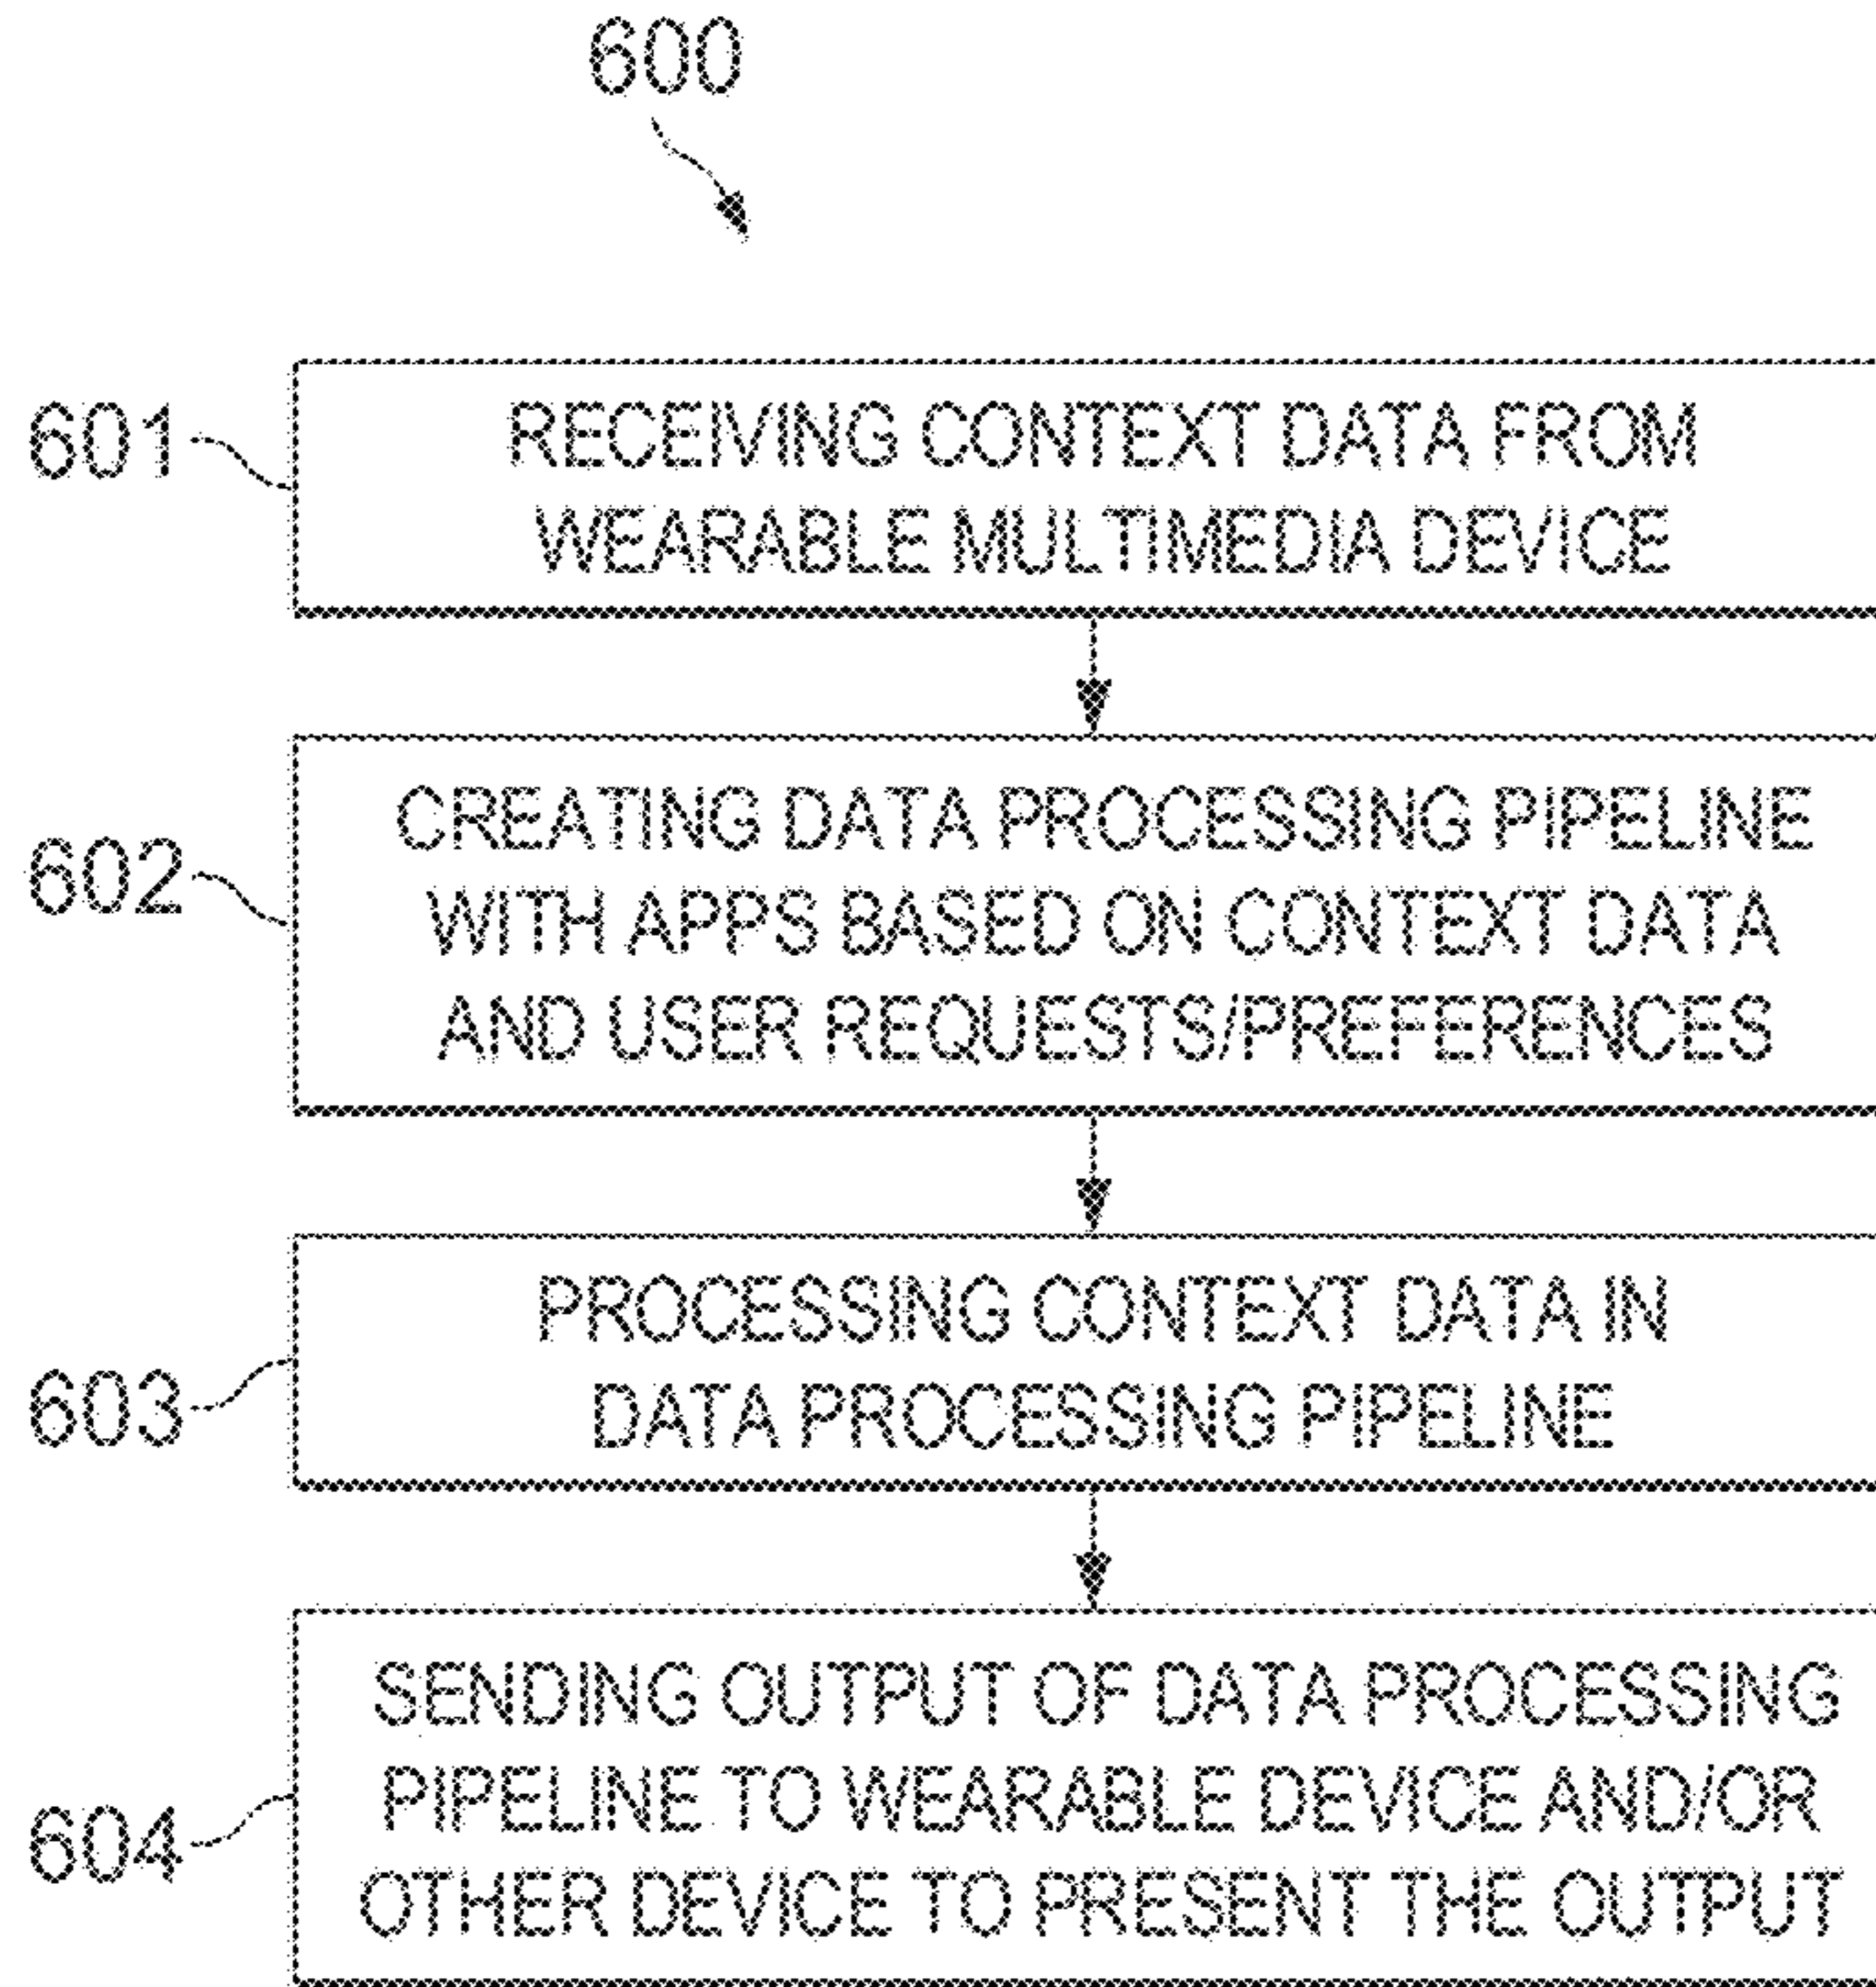 600
601
RECEIVING CONTEXT DATA FROM
WEARABLE MULTIMEDIA DEVICE
602
CREATING DATA PROCESSING PIPELINE
WITH APPS BASED ON CONTEXT DATA
AND USER REQUESTS/PREFERENCES
603
PROCESSING CONTEXT DATA IN
DATA PROCESSING PIPELINE
604
SENDING OUTPUT OF DATA PROCESSING
PIPELINE TO WEARABLE DEVICE AND/OR
OTHER DEVICE TO PRESENT THE OUTPUT